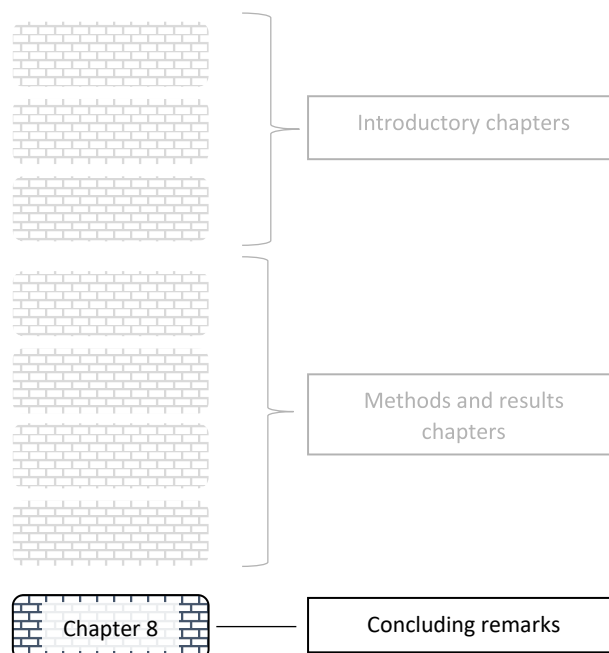 Introductory chapters
Methods and results
chapters
Chapter 8
Concluding remarks